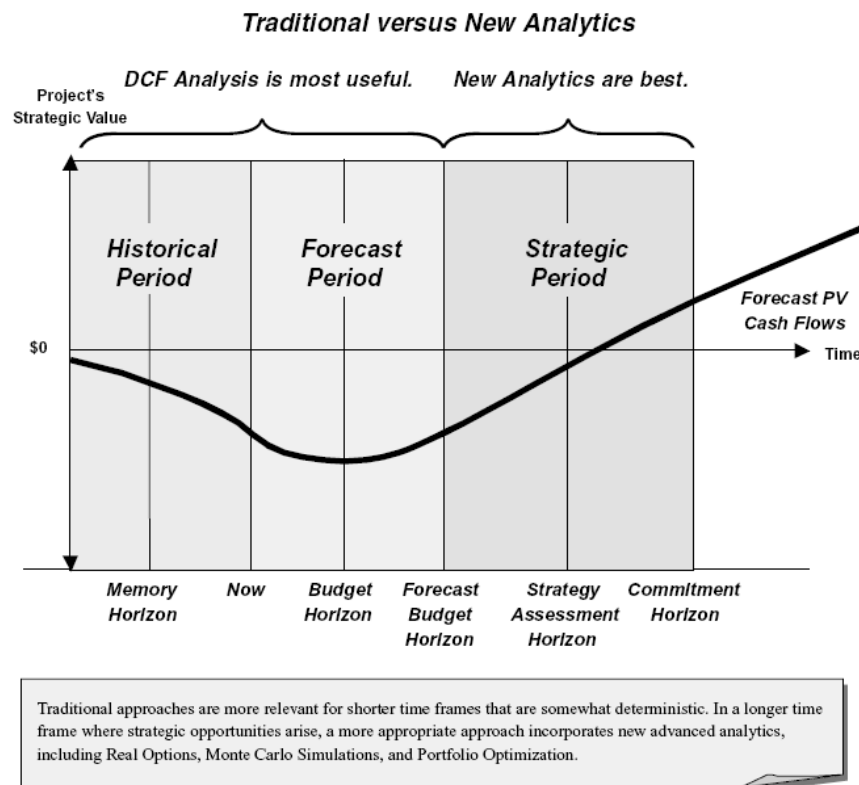 Traditional versus New Analytics
DCF Analysis is most useful.
New Analytics are best.
Project's
Strategic Value
Historical
Period
Forecast
Period
Strategic
Period
Forecast PV
Cash Flows
$0
Time
Memory
Horizon
Now
Budget
Horizon
Forecast
Budget
Horizon
Strategy
Assessment
Horizon
Commitment
Horizon
Traditional approaches are more relevant for shorter time frames that are somewhat deterministic. In a longer time
frame where strategic opportunities arise, a more appropriate approach incorporates new advanced analytics,
including Real Options, Monte Carlo Simulations, and Portfolio Optimization.